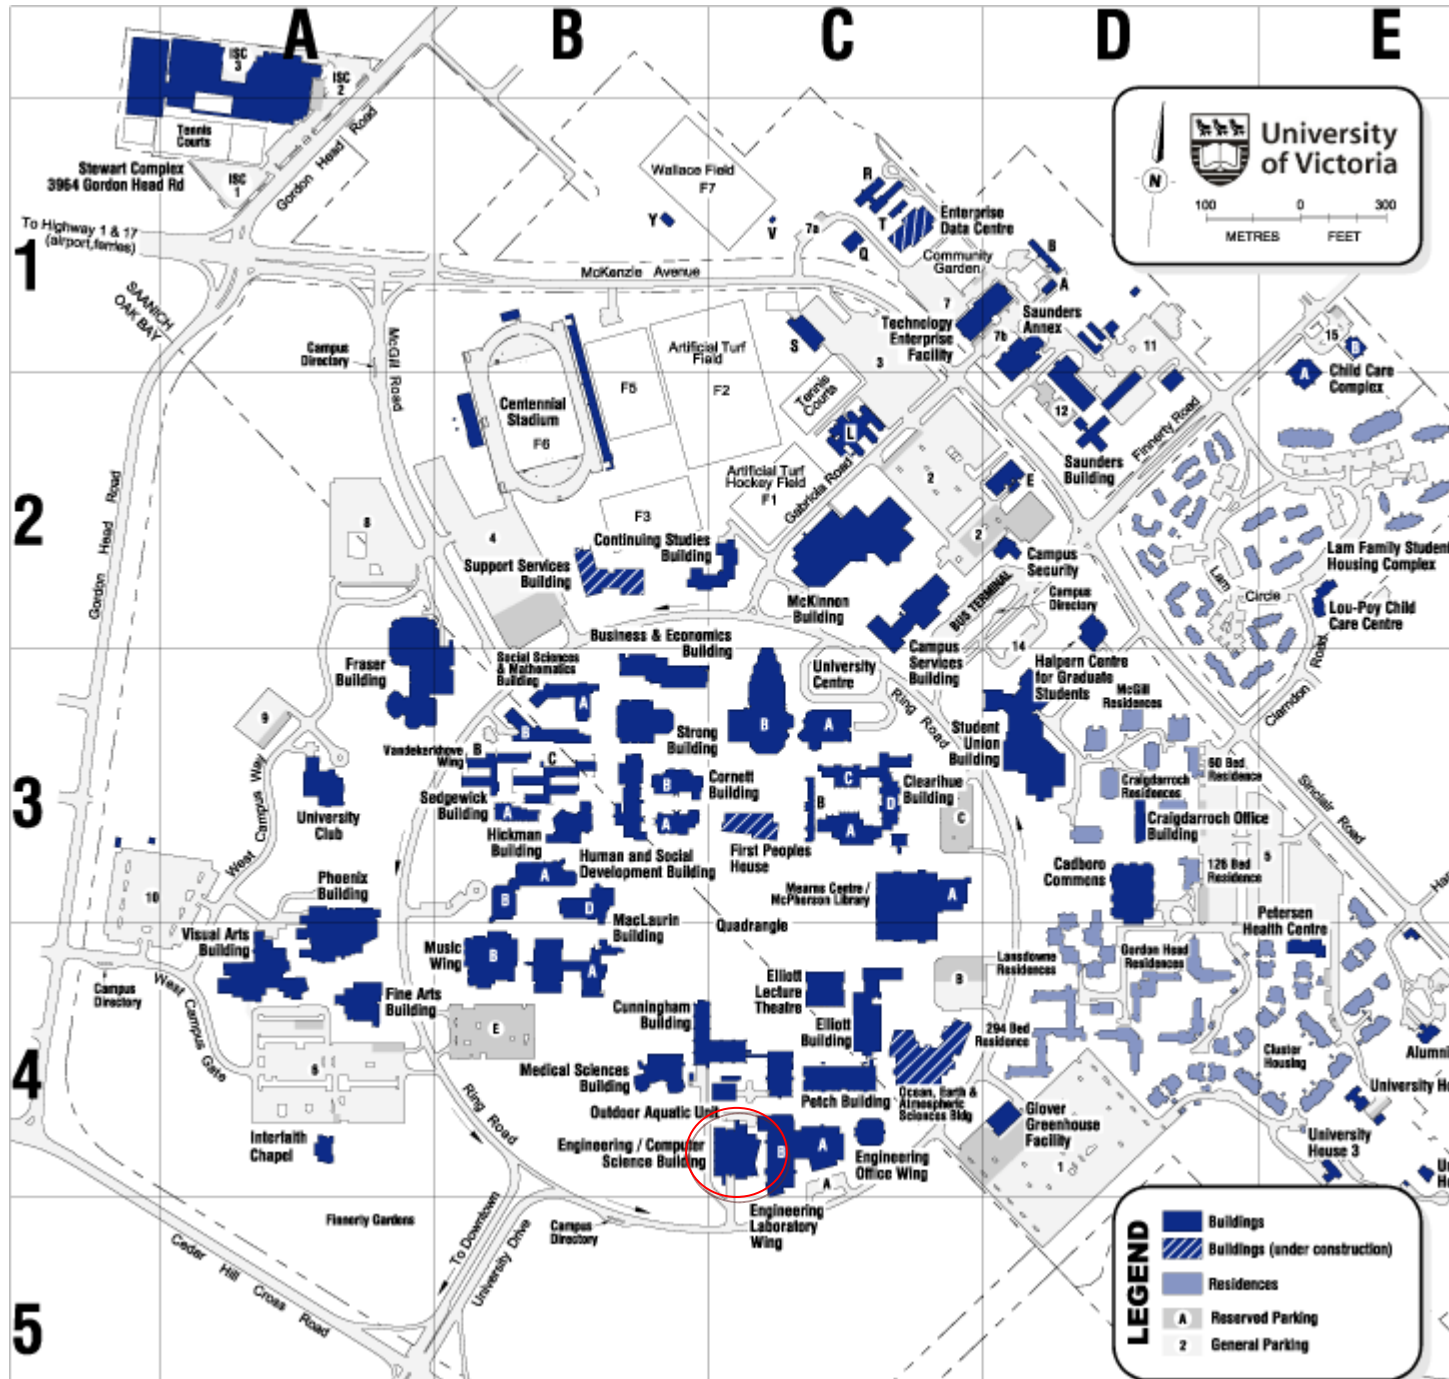 A
B
C
D
E
1
2
3
4
5
University
of Victoria
N
100
0
300
METRES
FEET
ISC
3
ISC
2
Tennis
Courts
Stewart Complex
3964 Gordon Head Rd
ISC
1
Gordon Head Road
To Highway 1 & 17
(airport,ferries)
SAANICH
OAK BAY
Wallace Field
F7
Y
V
7a
R
T
Q
Enterprise
Data Centre
Community
Garden
B
A
McKenzie Avenue
7
Technology
Enterprise
Facility
7b
Saunders
Annex
11
15
B
A
Child Care
Complex
Campus
Directory
McGill Road
S
3
Artificial Turf
Field
F2
F5
Centennial
Stadium
F6
Tennis
Courts
L
12
Saunders
Building
Finnerty Road
Artificial Turf
Hockey Field
F1
Gabriola Road
2
E
2
Gordon Head Road
8
4
F3
Continuing Studies
Building
Support Services
Building
McKinnon
Building
Campus
Security
BUS TERMINAL
Campus
Directory
14
Lam
Circle
Lam Family Student
Housing Complex
Lou-Poy Child
Care Centre
Clarndon
Road
Fraser
Building
Social Sciences
& Mathematics
Building
A
B
Business & Economics
Building
University
Centre
Campus
Services
Building
Halpern Centre
for Graduate
Students
McGill
Residences
9
Vandekerkhove
Wing
B
C
Strong
Building
B
A
Ring Road
Student
Union
Building
60 Bed
Residence
Craigdarroch
Residences
Craigdarroch Office
Building
Sinclair
Road
West Campus Way
University
Club
Sedgewick
Building
A
Hickman
Building
Cornett
Building
B
A
C
B
D
A
Clearihue
Building
C
First Peoples
House
Human and Social
Development Building
Cadboro
Commons
126 Bed
Residence
5
10
Phoenix
Building
A
B
D
MacLaurin
Building
Mearns Centre /
McPherson Library
A
Quadrangle
Petersen
Health Centre
Visual Arts
Building
Music
Wing
B
A
Lansdowne
Residences
Gordon Head
Residences
Campus
Directory
West Campus Gate
Fine Arts
Building
E
6
Cunningham
Building
Elliott
Lecture
Theatre
Elliott
Building
B
294 Bed
Residence
Cluster
Housing
Alumni
University Ho
Medical Sciences
Building
Petch Building
Ocean, Earth &
Atmospheric
Sciences Bldg
Outdoor Aquatic Unit
Glover
Greenhouse
Facility
1
University
House 3
Interfaith
Chapel
Ring Road
Engineering / Computer
Science Building
B
A
Engineering
Office Wing
A
Engineering
Laboratory
Wing
Finnerty Gardens
Campus
Directory
To Downtown
University Drive
Cedar Hill Cross Road
LEGEND
Buildings
Buildings (under construction)
Residences
A
Reserved Parking
2
General Parking